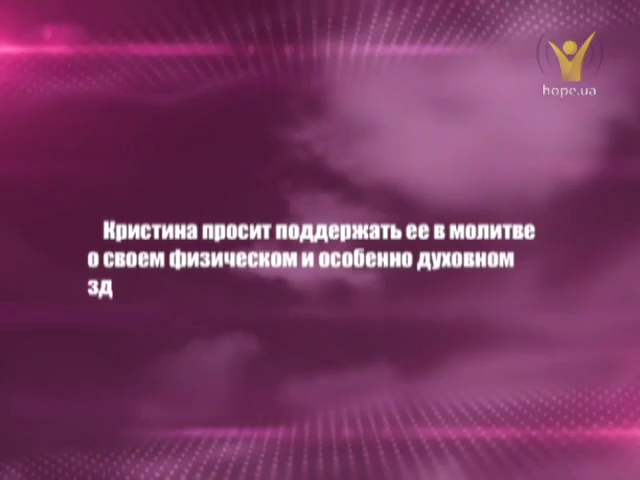 hope.ua
Кристина просит поддержать ее в молитве
о своем физическом и особенно духовном
зд